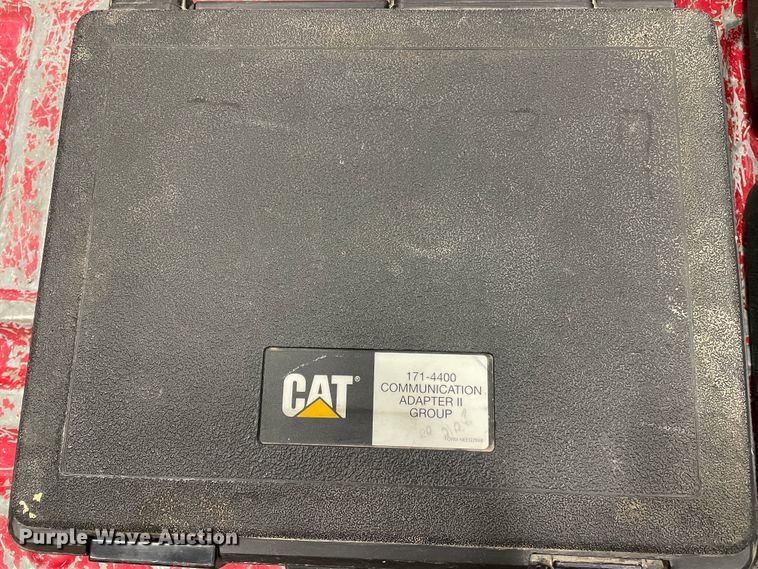 CAT®
171-4400
COMMUNICATION
ADAPTER II
GROUP
Purple Wave Auction